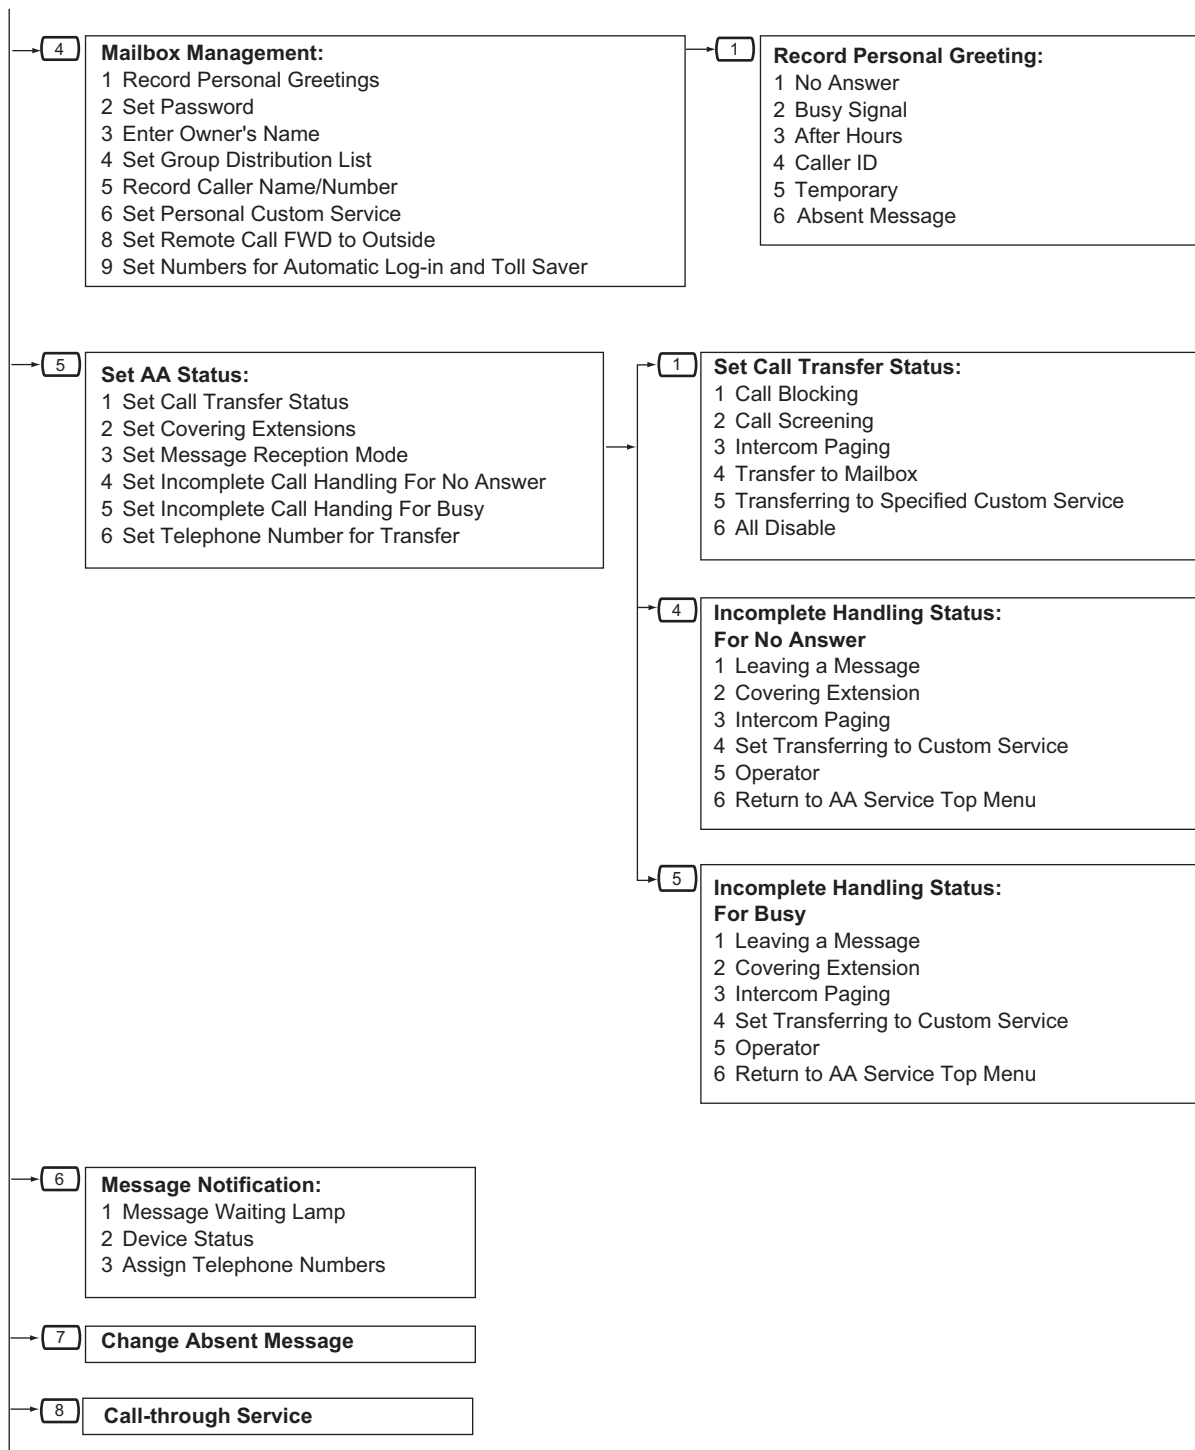 4
Mailbox Management:
1 Record Personal Greetings
2 Set Password
3 Enter Owner's Name
4 Set Group Distribution List
5 Record Caller Name/Number
6 Set Personal Custom Service
8 Set Remote Call FWD to Outside
9 Set Numbers for Automatic Log-in and Toll Saver
1
Record Personal Greeting:
1 No Answer
2 Busy Signal
3 After Hours
4 Caller ID
5 Temporary
6 Absent Message
5
Set AA Status:
1 Set Call Transfer Status
2 Set Covering Extensions
3 Set Message Reception Mode
4 Set Incomplete Call Handling For No Answer
5 Set Incomplete Call Handing For Busy
6 Set Telephone Number for Transfer
1
Set Call Transfer Status:
1 Call Blocking
2 Call Screening
3 Intercom Paging
4 Transfer to Mailbox
5 Transferring to Specified Custom Service
6 All Disable
4
Incomplete Handling Status:
For No Answer
1 Leaving a Message
2 Covering Extension
3 Intercom Paging
4 Set Transferring to Custom Service
5 Operator
6 Return to AA Service Top Menu
5
Incomplete Handling Status:
For Busy
1 Leaving a Message
2 Covering Extension
3 Intercom Paging
4 Set Transferring to Custom Service
5 Operator
6 Return to AA Service Top Menu
6
Message Notification:
1 Message Waiting Lamp
2 Device Status
3 Assign Telephone Numbers
7
Change Absent Message
8
Call-through Service